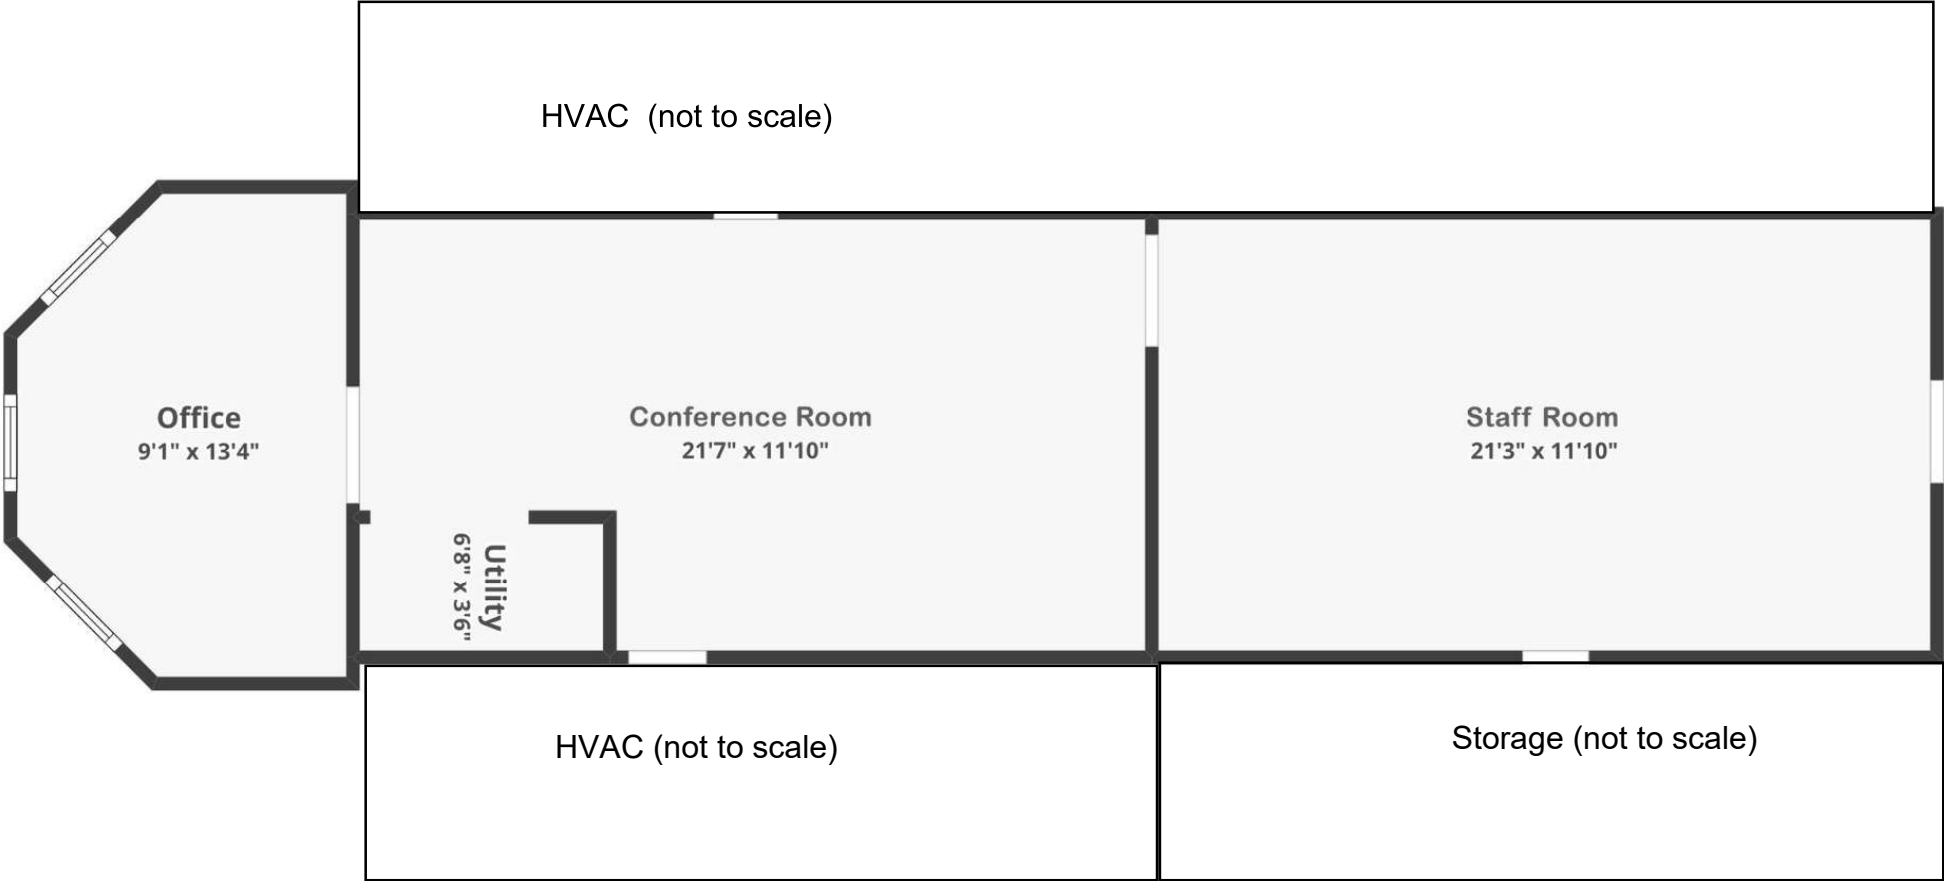 HVAC  (not to scale)
Office
9'1" x 13'4"
Conference Room
21'7" x 11'10"
Staff Room
21'3" x 11'10"
Utility
6'8" x 3'6"
HVAC (not to scale)
Storage (not to scale)